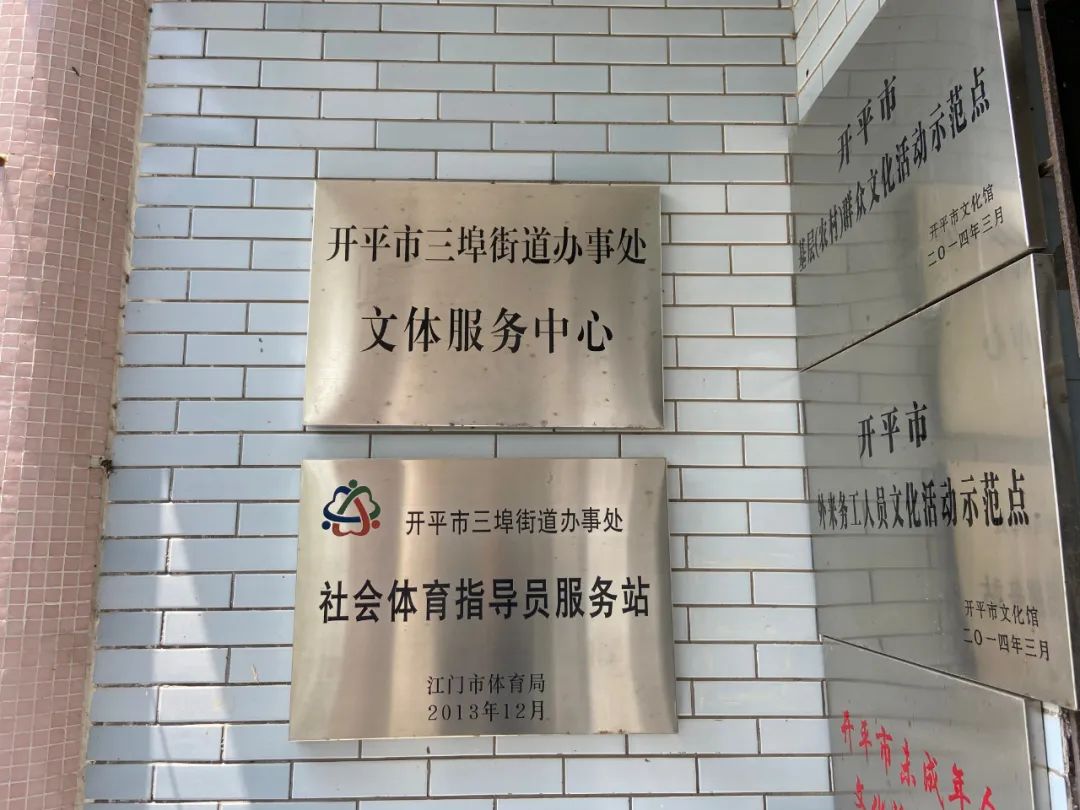 开平市三埠街道办事处
文体服务中心
开平市三埠街道办事处
社会体育指导员服务站
江门市体育局
2013年12月
开平市
基层(农村)群众文化活动示范点
开平市文化馆
二〇一四年三月
开平市
外来务工人员文化活动示范点
开平市文化馆
二〇一四年三月
开平市未成年人
文化